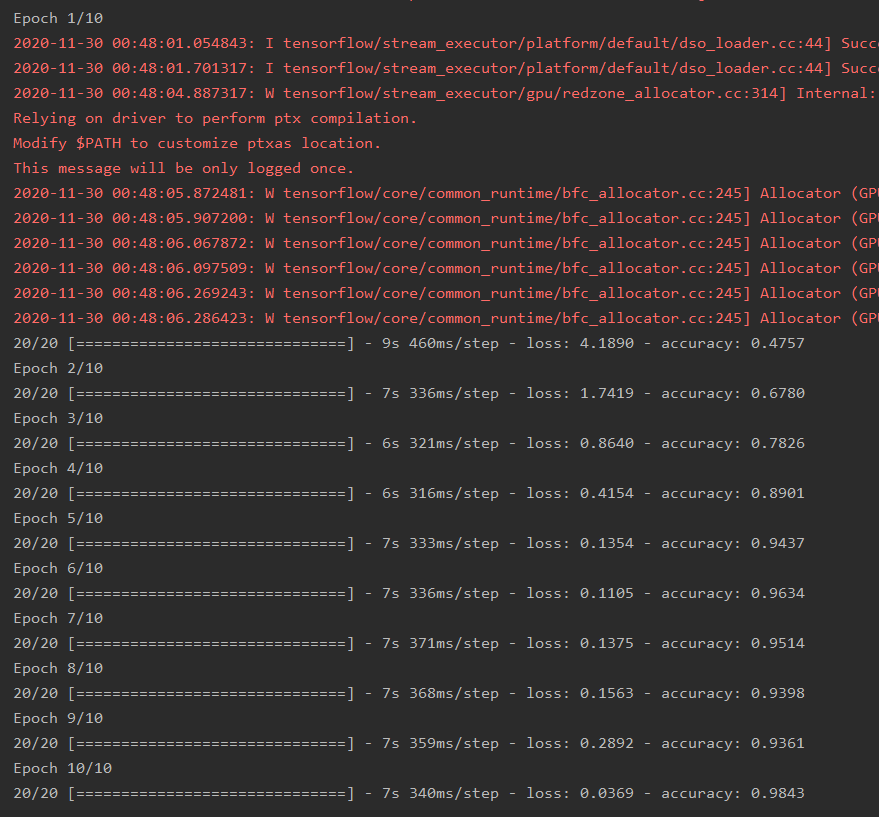 Epoch 1/10
2020-11-30 00:48:01.054843: I tensorflow/stream_executor/platform/default/dso_loader.cc:44] Succe
2020-11-30 00:48:01.701317: I tensorflow/stream_executor/platform/default/dso_loader.cc:44] Succe
2020-11-30 00:48:04.887317: W tensorflow/stream_executor/gpu/redzone_allocator.cc:314] Internal:
Relying on driver to perform ptx compilation.
Modify $PATH to customize ptxas location.
This message will be only logged once.
2020-11-30 00:48:05.872481: W tensorflow/core/common_runtime/bfc_allocator.cc:245] Allocator (GPU
2020-11-30 00:48:05.907200: W tensorflow/core/common_runtime/bfc_allocator.cc:245] Allocator (GPU
2020-11-30 00:48:06.067872: W tensorflow/core/common_runtime/bfc_allocator.cc:245] Allocator (GPU
2020-11-30 00:48:06.097509: W tensorflow/core/common_runtime/bfc_allocator.cc:245] Allocator (GPU
2020-11-30 00:48:06.269243: W tensorflow/core/common_runtime/bfc_allocator.cc:245] Allocator (GPU
2020-11-30 00:48:06.286423: W tensorflow/core/common_runtime/bfc_allocator.cc:245] Allocator (GPU
20/20 [==============================] - 9s 460ms/step - loss: 4.1890 - accuracy: 0.4757
Epoch 2/10
20/20 [==============================] - 7s 336ms/step - loss: 1.7419 - accuracy: 0.6780
Epoch 3/10
20/20 [==============================] - 6s 321ms/step - loss: 0.8640 - accuracy: 0.7826
Epoch 4/10
20/20 [==============================] - 6s 316ms/step - loss: 0.4154 - accuracy: 0.8901
Epoch 5/10
20/20 [==============================] - 7s 333ms/step - loss: 0.1354 - accuracy: 0.9437
Epoch 6/10
20/20 [==============================] - 7s 336ms/step - loss: 0.1105 - accuracy: 0.9634
Epoch 7/10
20/20 [==============================] - 7s 371ms/step - loss: 0.1375 - accuracy: 0.9514
Epoch 8/10
20/20 [==============================] - 7s 368ms/step - loss: 0.1563 - accuracy: 0.9398
Epoch 9/10
20/20 [==============================] - 7s 359ms/step - loss: 0.2892 - accuracy: 0.9361
Epoch 10/10
20/20 [==============================] - 7s 340ms/step - loss: 0.0369 - accuracy: 0.9843